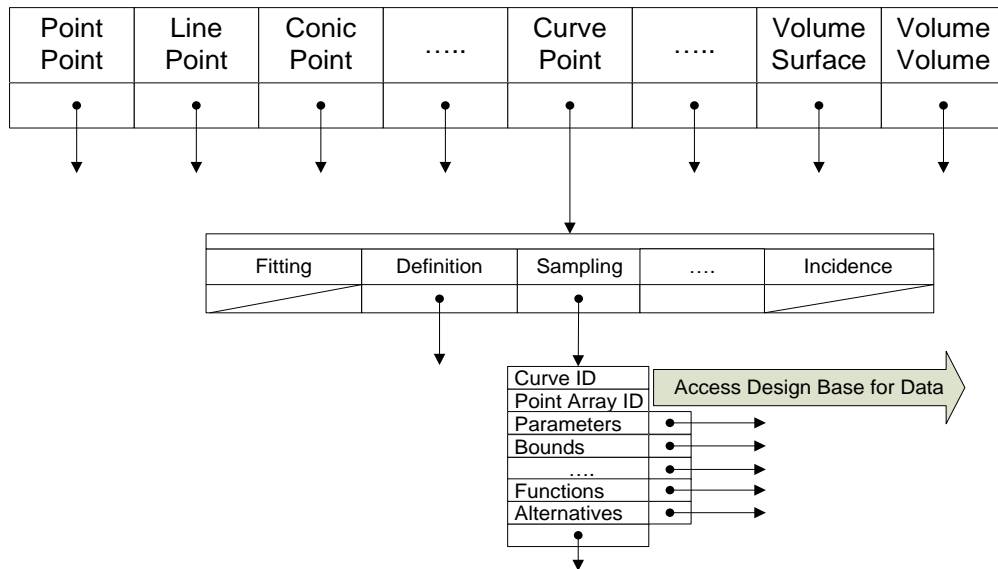 Point Point
Line Point
Conic Point
…..
Curve Point
…..
Volume Surface
Volume Volume
Fitting
Definition
Sampling
….
Incidence
Curve ID
Access Design Base for Data
Point Array ID
Parameters
Bounds
….
Functions
Alternatives